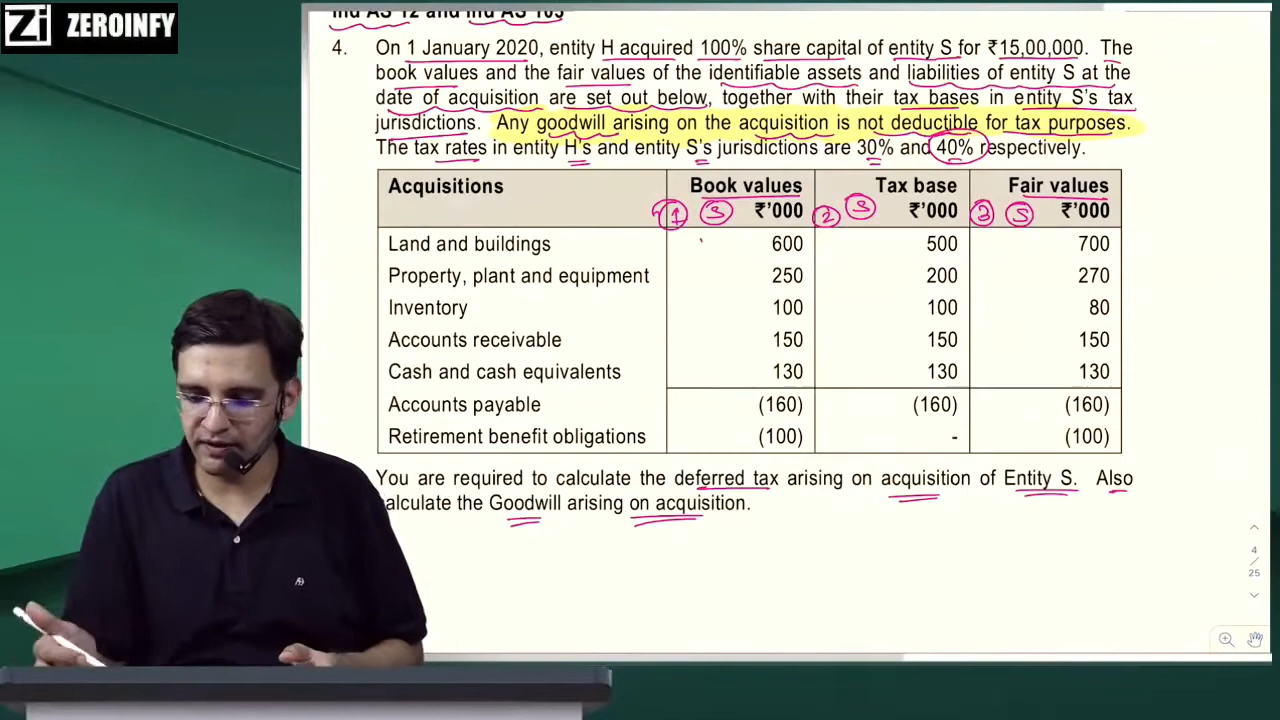 Zi ZEROINFY
Ind AS 12 and Ind AS 103
4. On 1 January 2020, entity H acquired 100% share capital of entity S for ₹15,00,000. The
book values and the fair values of the identifiable assets and liabilities of entity S at the
date of acquisition are set out below, together with their tax bases in entity S's tax
jurisdictions. Any goodwill arising on the acquisition is not deductible for tax purposes.
The tax rates in entity H's and entity S's jurisdictions are 30% and 40% respectively.
Acquisitions Book values Tax base Fair values
1 S ₹'000 2 S ₹'000 3 S ₹'000
Land and buildings 600 500 700
Property, plant and equipment 250 200 270
Inventory 100 100 80
Accounts receivable 150 150 150
Cash and cash equivalents 130 130 130
Accounts payable (160) (160) (160)
Retirement benefit obligations (100) - (100)
You are required to calculate the deferred tax arising on acquisition of Entity S. Also
calculate the Goodwill arising on acquisition.
4
/
25